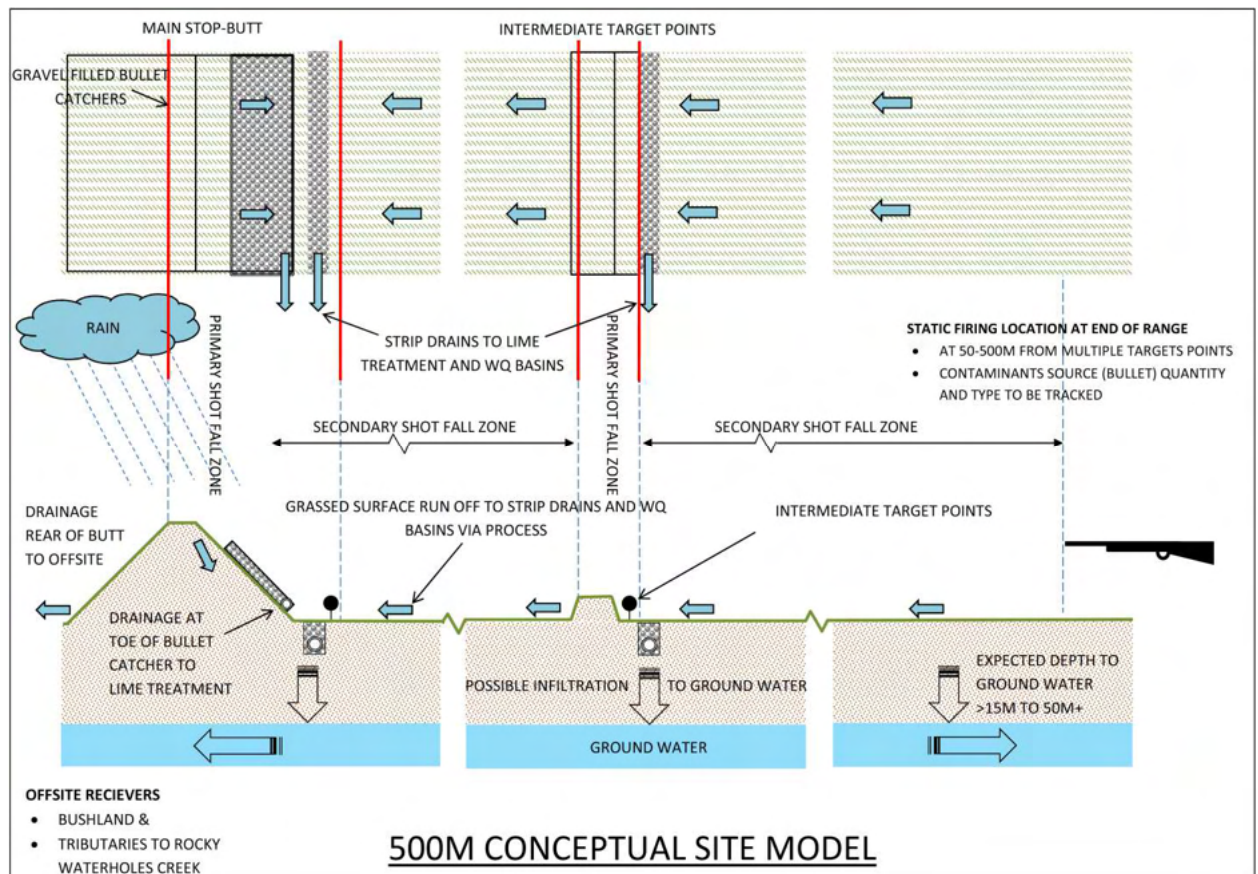 MAIN STOP-BUTT
INTERMEDIATE TARGET POINTS
GRAVEL FILLED BULLET
CATCHERS
RAIN
PRIMARY SHOT FALL ZONE
STRIP DRAINS TO LIME
TREATMENT AND WQ BASINS
PRIMARY SHOT FALL ZONE
STATIC FIRING LOCATION AT END OF RANGE
• AT 50-500M FROM MULTIPLE TARGETS POINTS
• CONTAMINANTS SOURCE (BULLET) QUANTITY
AND TYPE TO BE TRACKED
SECONDARY SHOT FALL ZONE
SECONDARY SHOT FALL ZONE
DRAINAGE
REAR OF BUTT
TO OFFSITE
GRASSED SURFACE RUN OFF TO STRIP DRAINS AND WQ
BASINS VIA PROCESS
INTERMEDIATE TARGET POINTS
DRAINAGE AT
TOE OF BULLET
CATCHER TO
LIME TREATMENT
POSSIBLE INFILTRATION TO GROUND WATER
EXPECTED DEPTH TO
GROUND WATER
>15M TO 50M+
GROUND WATER
OFFSITE RECIEVERS
• BUSHLAND &
• TRIBUTARIES TO ROCKY
WATERHOLES CREEK
500M CONCEPTUAL SITE MODEL